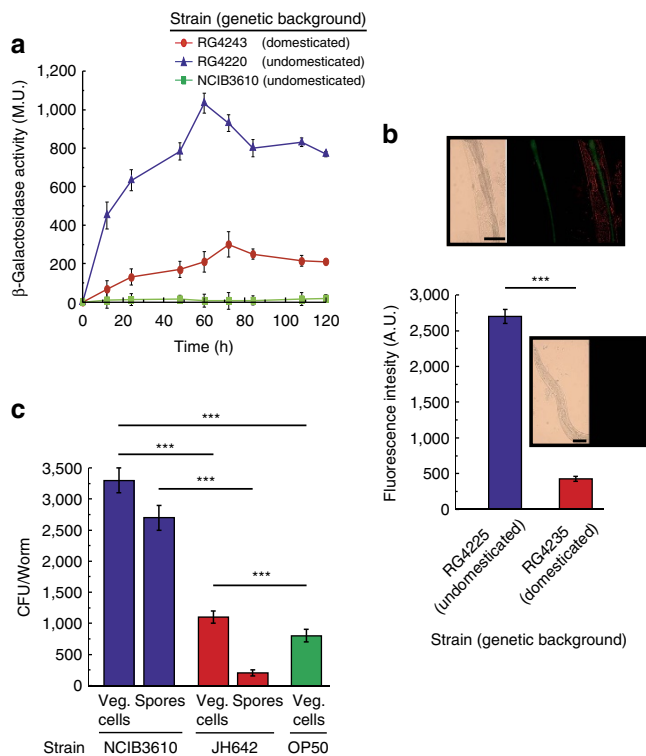 a
Strain (genetic background)
RG4243 (domesticated)
RG4220 (undomesticated)
NCIB3610 (undomesticated)
β-Galactosidase activity (M.U.)
1,000
800
600
400
200
0
0 20 40 60 80 100 120
Time (h)
b
***
Fluorescence intesity (A.U.)
3,000
2,500
2,000
1,500
1,000
500
0
RG4225
(undomesticated)
RG4235
(domesticated)
Strain (genetic background)
c
***
***
***
***
CFU/Worm
3,500
3,000
2,500
2,000
1,500
1,000
500
0
Veg. Spores Veg. Spores Veg.
cells cells cells
Strain NCIB3610 JH642 OP50